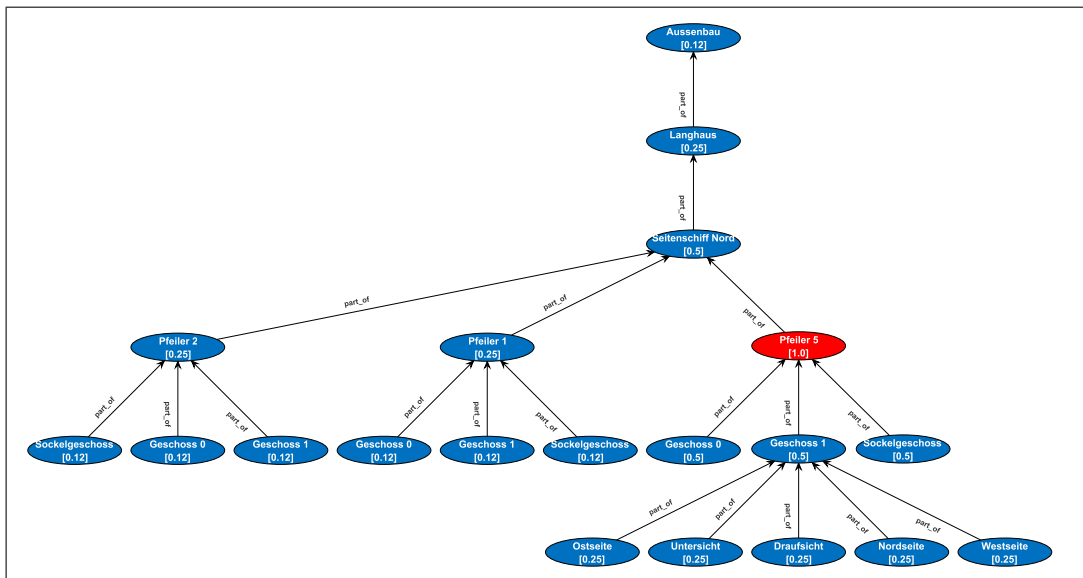 Aussenbau
[0.12]
part_of
Langhaus
[0.25]
part_of
Seitenschiff Nord
[0.5]
part_of
part_of
part_of
Pfeiler 2
[0.25]
Pfeiler 1
[0.25]
Pfeiler 5
[1.0]
part_of
part_of
part_of
part_of
part_of
part_of
part_of
part_of
part_of
Sockelgeschoss
[0.12]
Geschoss 0
[0.12]
Geschoss 1
[0.12]
Geschoss 0
[0.12]
Geschoss 1
[0.12]
Sockelgeschoss
[0.12]
Geschoss 0
[0.5]
Geschoss 1
[0.5]
Sockelgeschoss
[0.5]
part_of
part_of
part_of
part_of
part_of
Ostseite
[0.25]
Untersicht
[0.25]
Draufsicht
[0.25]
Nordseite
[0.25]
Westseite
[0.25]